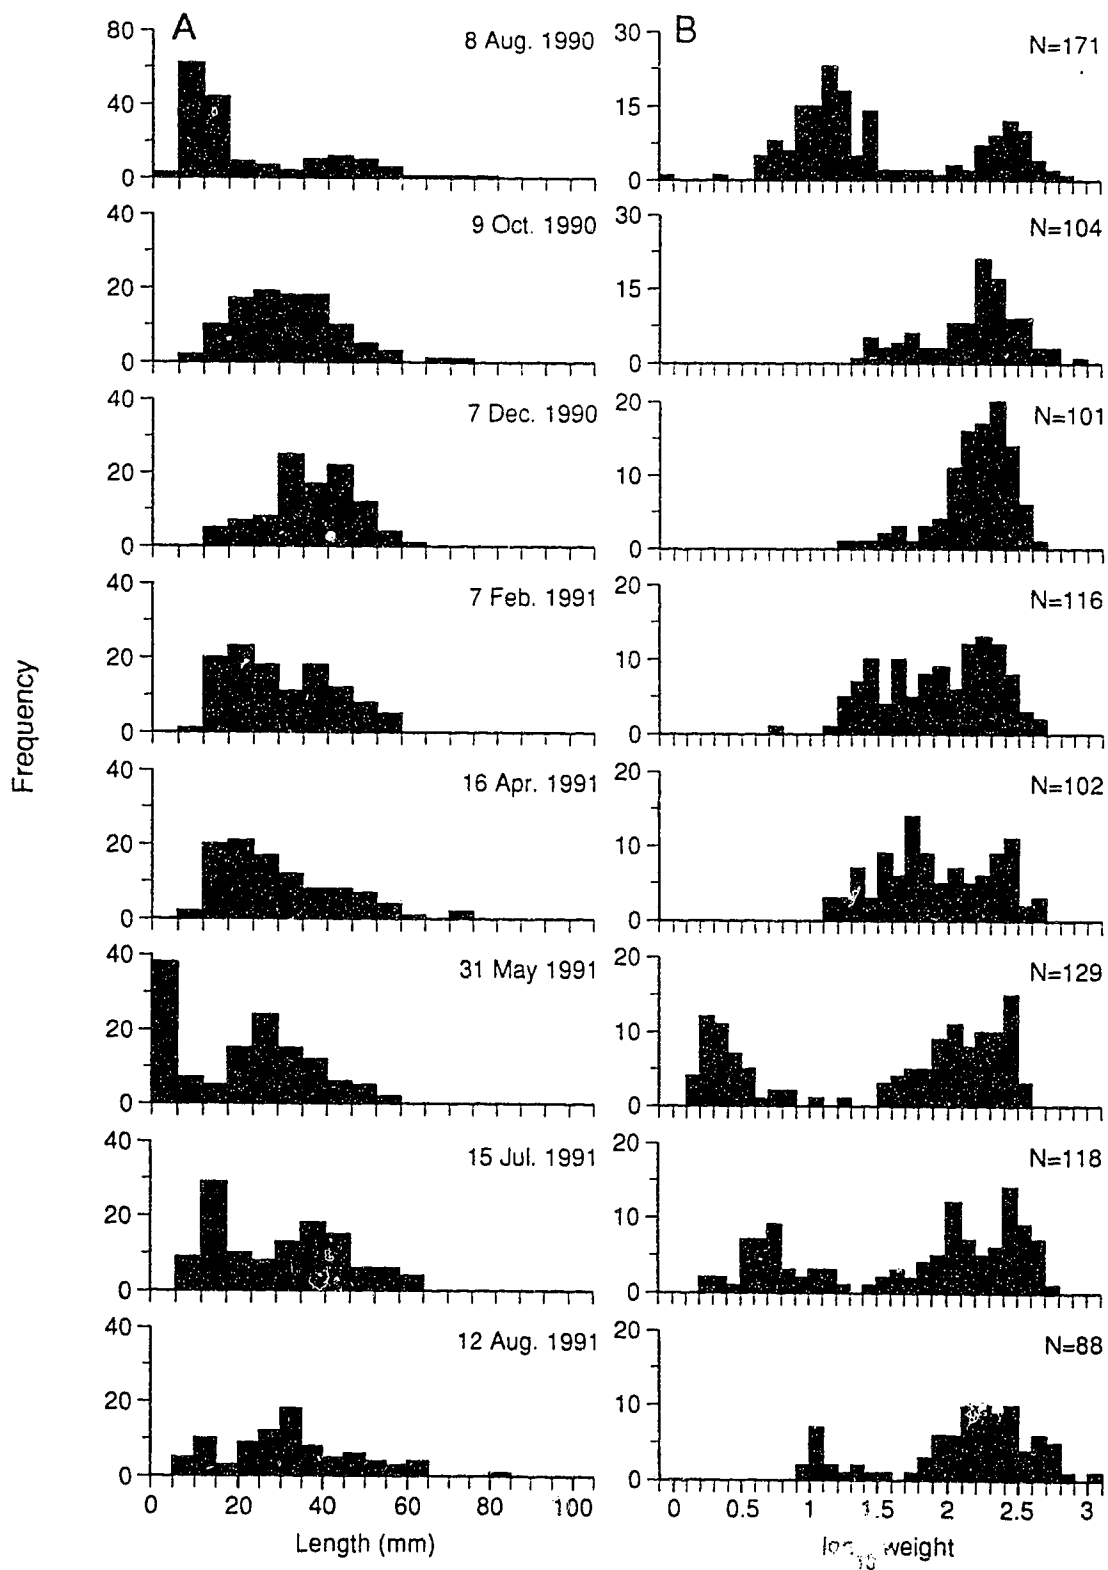 A
B
80
40
0
8 Aug. 1990
30
15
0
N=171
40
20
0
9 Oct. 1990
30
15
0
N=104
40
20
0
7 Dec. 1990
20
10
0
N=101
40
20
0
7 Feb. 1991
20
10
0
N=116
40
20
0
16 Apr. 1991
20
10
0
N=102
40
20
0
31 May 1991
20
10
0
N=129
40
20
0
15 Jul. 1991
20
10
0
N=118
40
20
0
12 Aug. 1991
20
10
0
N=88
Frequency
0 20 40 60 80 100
0 0.5 1 1.5 2 2.5 3
Length (mm)
log10 weight